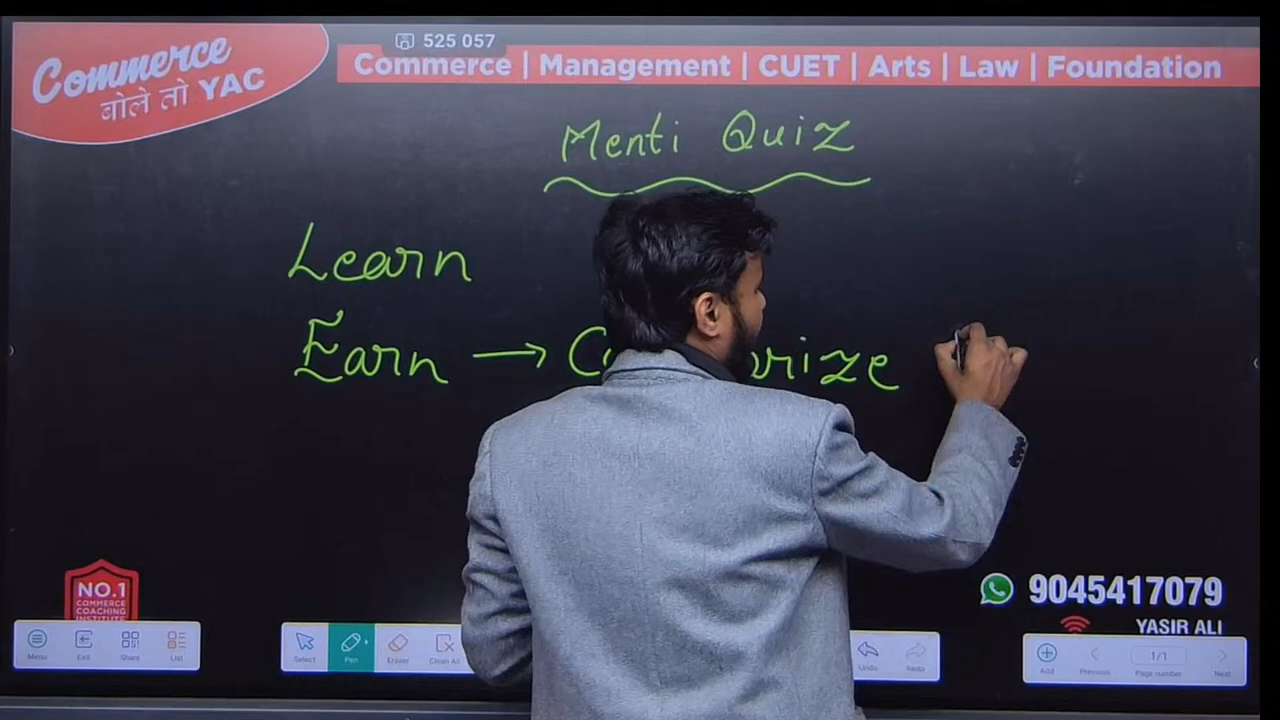 525 057
Commerce
बोले तो YAC
Commerce | Management | CUET | Arts | Law | Foundation
Menti Quiz
Learn
Earn →
NO.1
COMMERCE
COACHING
INSTITUTE
9045417079
YASIR ALI
Menu Exit Share List
Select Pen Eraser Clean All
Undo Redo
Add Previous 1/1 Page number Next